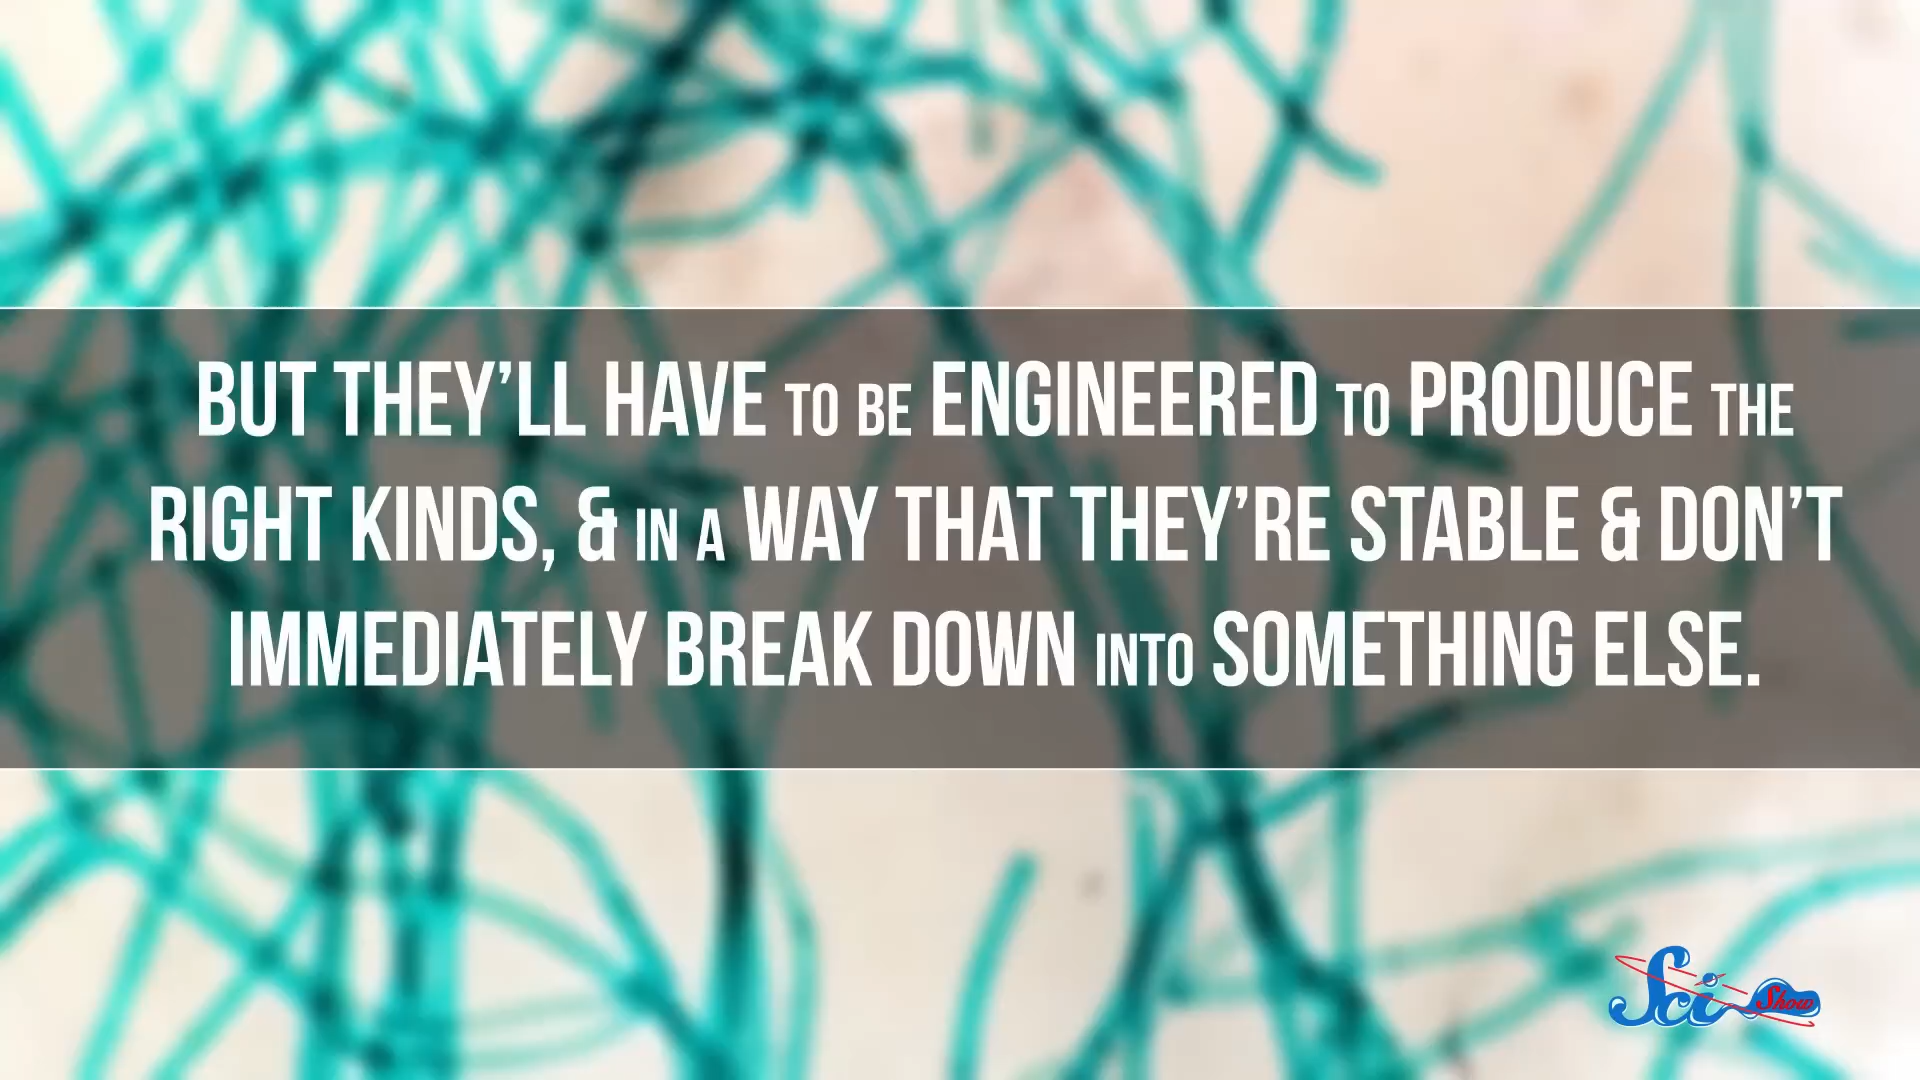 BUT THEY'LL HAVE TO BE ENGINEERED TO PRODUCE THE
RIGHT KINDS, & IN A WAY THAT THEY'RE STABLE & DON'T
IMMEDIATELY BREAK DOWN INTO SOMETHING ELSE.
Sci Show